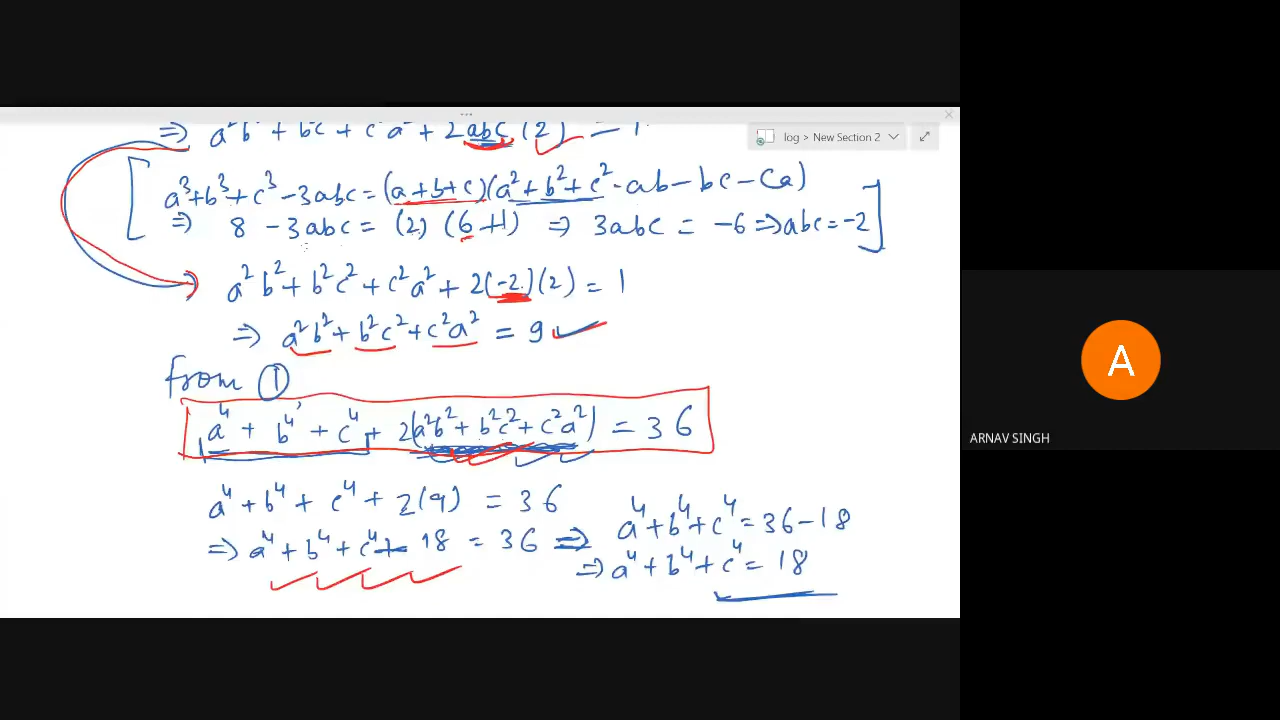 ⇒ a²b² + b²c² + c²a² + 2abc (2) = 1
log > New Section 2
[ a³+b³+c³ -3abc = (a+b+c)(a²+b²+c²-ab-bc-ca)
⇒ 8 - 3abc = (2) (6+1) ⇒ 3abc = -6 ⇒ abc = -2 ]
a²b² + b²c² + c²a² + 2(-2)(2) = 1
⇒ a²b² + b²c² + c²a² = 9
from ①
a⁴ + b⁴ + c⁴ + 2(a²b² + b²c² + c²a²) = 36
a⁴ + b⁴ + c⁴ + 2(9) = 36
⇒ a⁴ + b⁴ + c⁴ + 18 = 36 ⇒ a⁴+b⁴+c⁴ = 36-18
⇒ a⁴+b⁴+c⁴ = 18
A
ARNAV SINGH